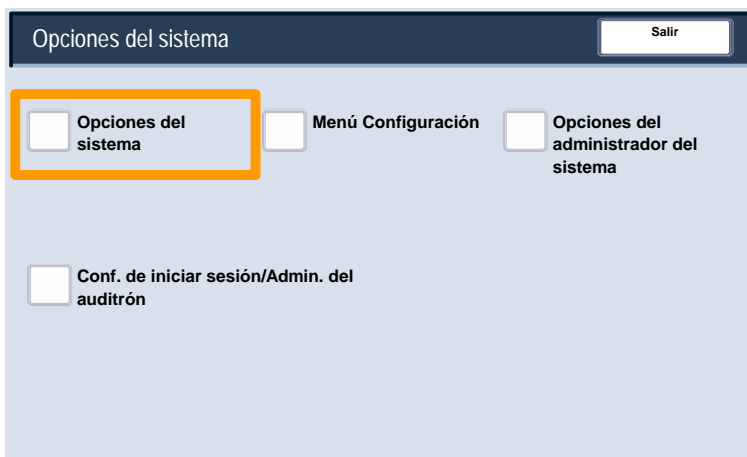 Opciones del sistema
Salir
Opciones del
sistema
Menú Configuración
Opciones del
administrador del
sistema
Conf. de iniciar sesión/Admin. del
auditrón